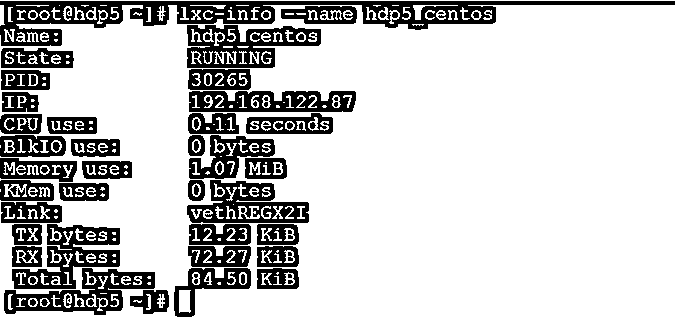 [root@hdp5 ~]# lxc-info --name hdp5_centos
Name:           hdp5_centos
State:          RUNNING
PID:            30265
IP:             192.168.122.87
CPU use:        0.11 seconds
BlkIO use:      0 bytes
Memory use:     1.07 MiB
KMem use:       0 bytes
Link:           vethREGX2I
 TX bytes:      12.23 KiB
 RX bytes:      72.27 KiB
 Total bytes:   84.50 KiB
[root@hdp5 ~]#